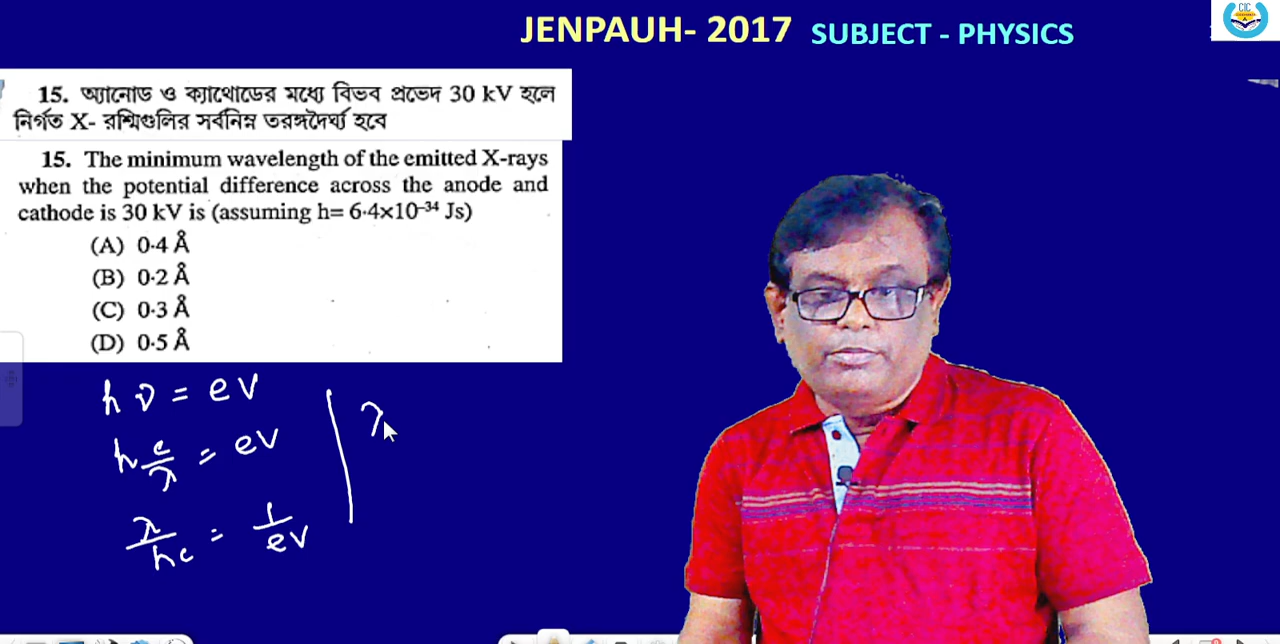 JENPAUH- 2017 SUBJECT - PHYSICS
CIC
15. অ্যানোড ও ক্যাথোডের মধ্যে বিভব প্রভেদ 30 kV হলে
নির্গত X- রশ্মিগুলির সর্বনিম্ন তরঙ্গদৈর্ঘ্য হবে
15. The minimum wavelength of the emitted X-rays
when the potential difference across the anode and
cathode is 30 kV is (assuming h= 6·4×10⁻³⁴ Js)
(A) 0·4 Å
(B) 0·2 Å
(C) 0·3 Å
(D) 0·5 Å
hν = eV
h c/λ = eV
λ/hc = 1/eV
λ